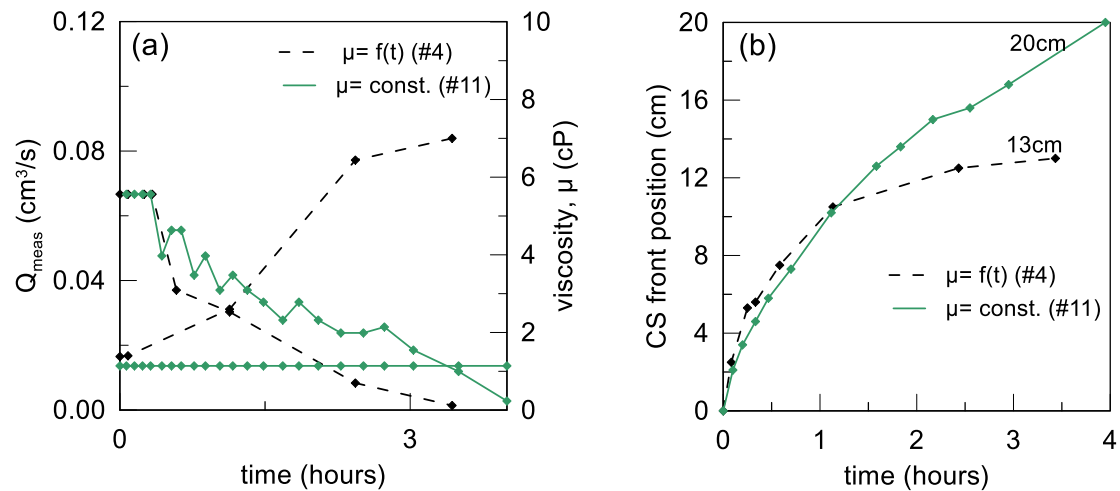 (a)
μ= f(t) (#4)
μ= const. (#11)
0.12
0.08
0.04
0.00
Qmeas (cm³/s)
10
8
6
4
2
0
viscosity, μ (cP)
0
3
time (hours)
(b)
20cm
13cm
μ= f(t) (#4)
μ= const. (#11)
20
16
12
8
4
0
CS front position (cm)
0
1
2
3
4
time (hours)